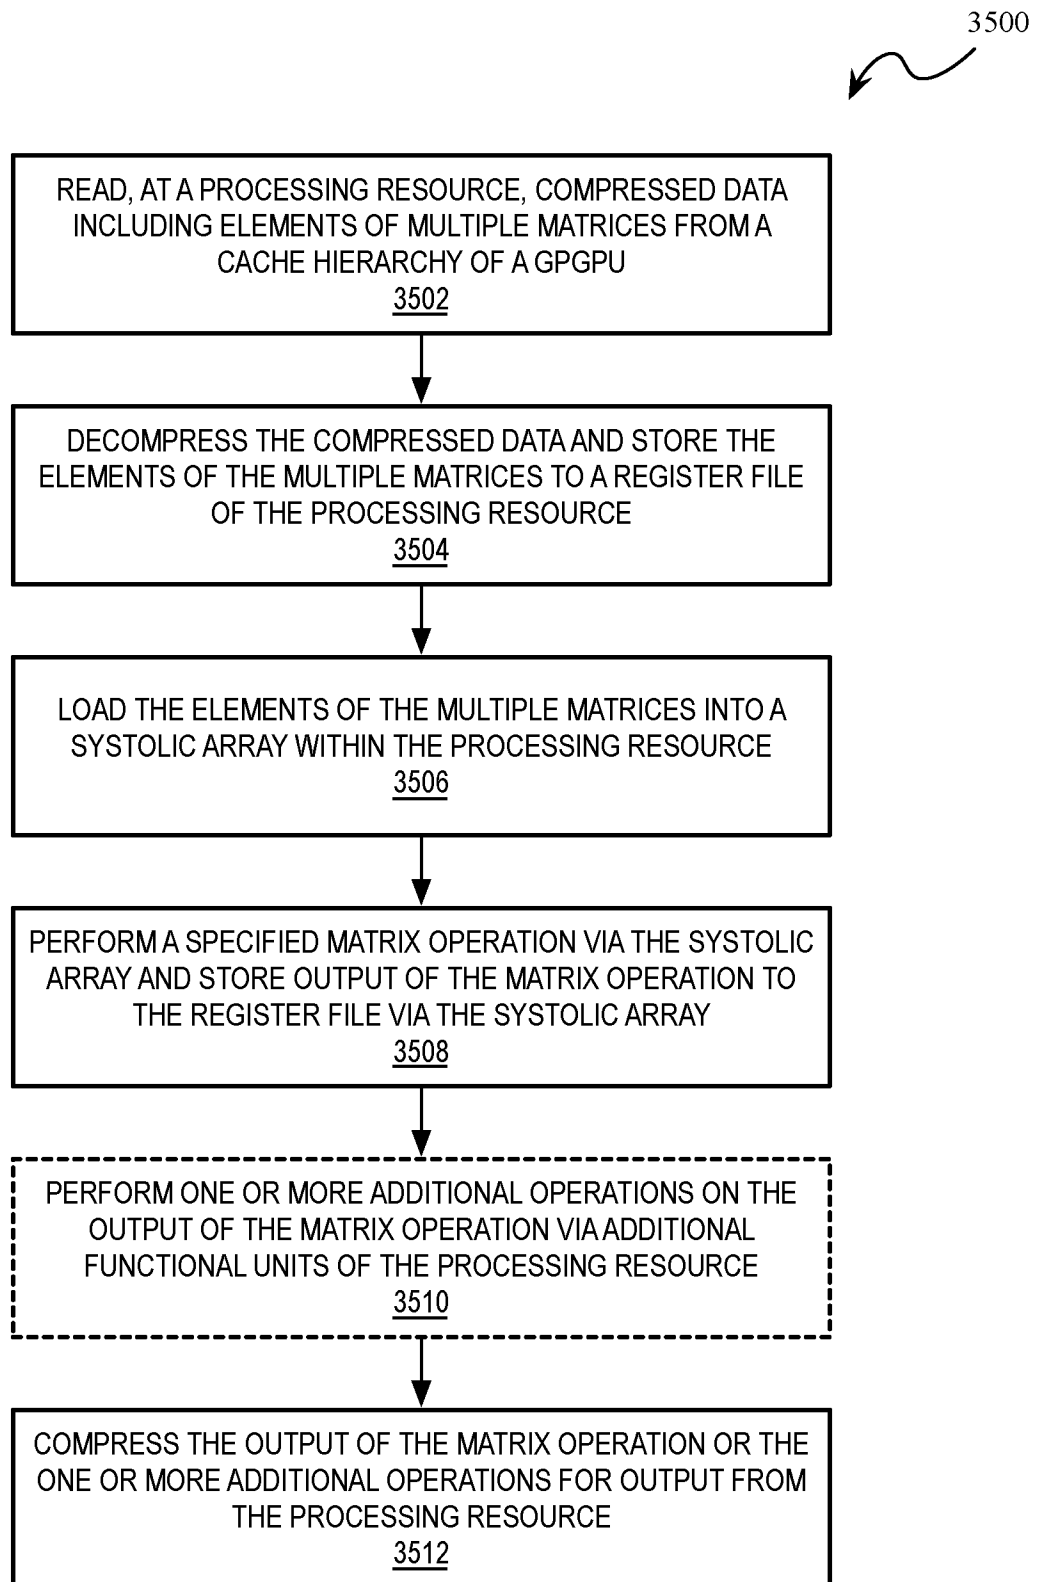 3500
READ, AT A PROCESSING RESOURCE, COMPRESSED DATA
INCLUDING ELEMENTS OF MULTIPLE MATRICES FROM A
CACHE HIERARCHY OF A GPGPU
3502
DECOMPRESS THE COMPRESSED DATA AND STORE THE
ELEMENTS OF THE MULTIPLE MATRICES TO A REGISTER FILE
OF THE PROCESSING RESOURCE
3504
LOAD THE ELEMENTS OF THE MULTIPLE MATRICES INTO A
SYSTOLIC ARRAY WITHIN THE PROCESSING RESOURCE
3506
PERFORM A SPECIFIED MATRIX OPERATION VIA THE SYSTOLIC
ARRAY AND STORE OUTPUT OF THE MATRIX OPERATION TO
THE REGISTER FILE VIA THE SYSTOLIC ARRAY
3508
PERFORM ONE OR MORE ADDITIONAL OPERATIONS ON THE
OUTPUT OF THE MATRIX OPERATION VIA ADDITIONAL
FUNCTIONAL UNITS OF THE PROCESSING RESOURCE
3510
COMPRESS THE OUTPUT OF THE MATRIX OPERATION OR THE
ONE OR MORE ADDITIONAL OPERATIONS FOR OUTPUT FROM
THE PROCESSING RESOURCE
3512